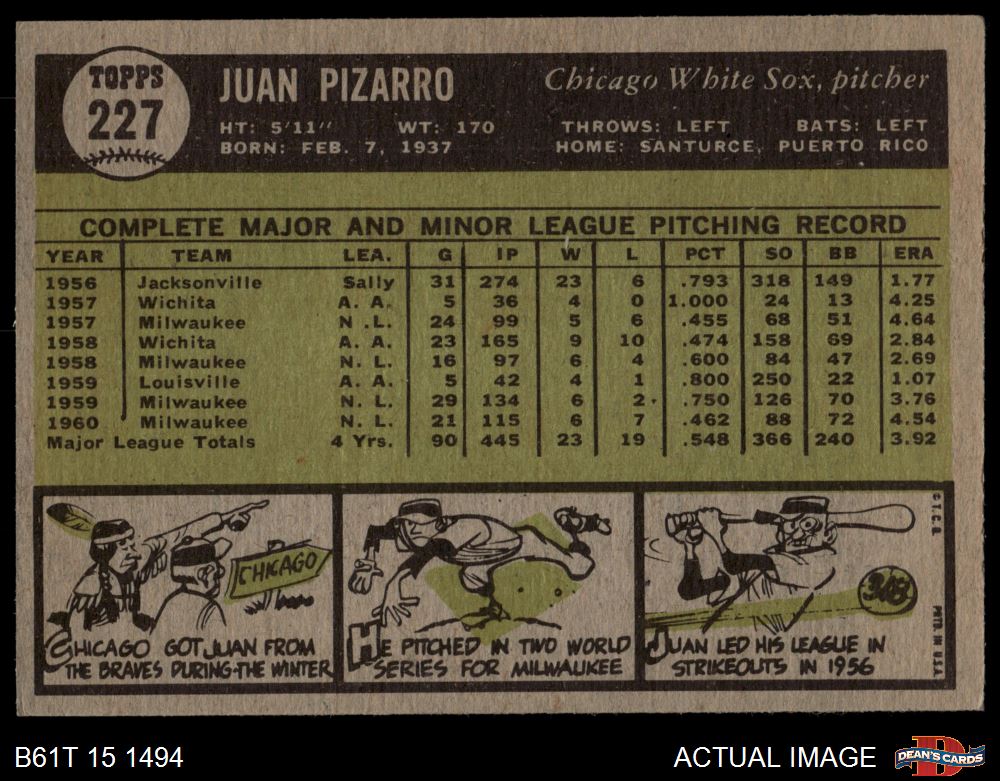 TOPPS
227
JUAN PIZARRO
Chicago White Sox, pitcher
HT: 5'11" WT: 170 THROWS: LEFT BATS: LEFT
BORN: FEB. 7, 1937 HOME: SANTURCE, PUERTO RICO
COMPLETE MAJOR AND MINOR LEAGUE PITCHING RECORD
YEAR TEAM LEA. G IP W L PCT SO BB ERA
1956 Jacksonville Sally 31 274 23 6 .793 318 149 1.77
1957 Wichita A. A. 5 36 4 0 1.000 24 13 4.25
1957 Milwaukee N .L. 24 99 5 6 .455 68 51 4.64
1958 Wichita A. A. 23 165 9 10 .474 158 69 2.84
1958 Milwaukee N. L. 16 97 6 4 .600 84 47 2.69
1959 Louisville A. A. 5 42 4 1 .800 250 22 1.07
1959 Milwaukee N. L. 29 134 6 2 .750 126 70 3.76
1960 Milwaukee N. L. 21 115 6 7 .462 88 72 4.54
Major League Totals 4 Yrs. 90 445 23 19 .548 366 240 3.92
CHICAGO
CHICAGO GOT JUAN FROM
THE BRAVES DURING THE WINTER
HE PITCHED IN TWO WORLD
SERIES FOR MILWAUKEE
318
JUAN LED HIS LEAGUE IN
STRIKEOUTS IN 1956
© T.C.G.
PRTD. IN U.S.A.
B61T 15 1494
ACTUAL IMAGE
D
DEAN'S CARDS